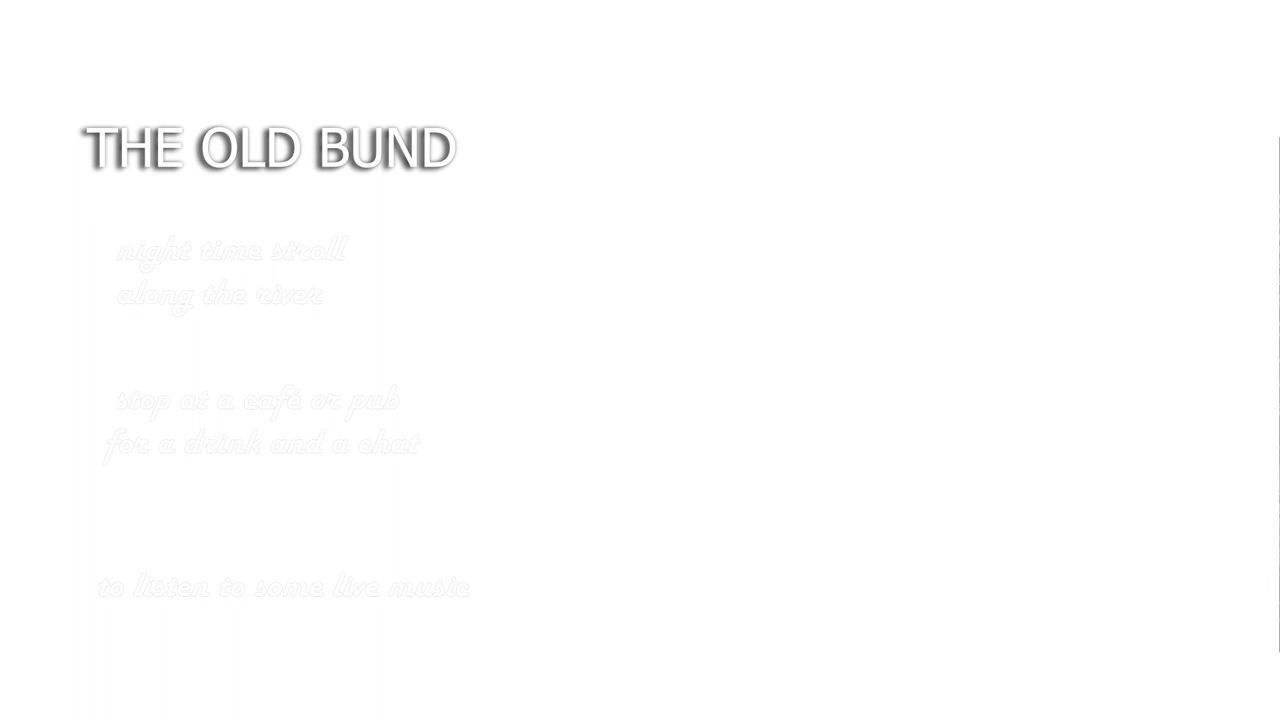 THE OLD BUND
night time stroll
along the river
stop at a café or pub
for a drink and a chat
to listen to some live music